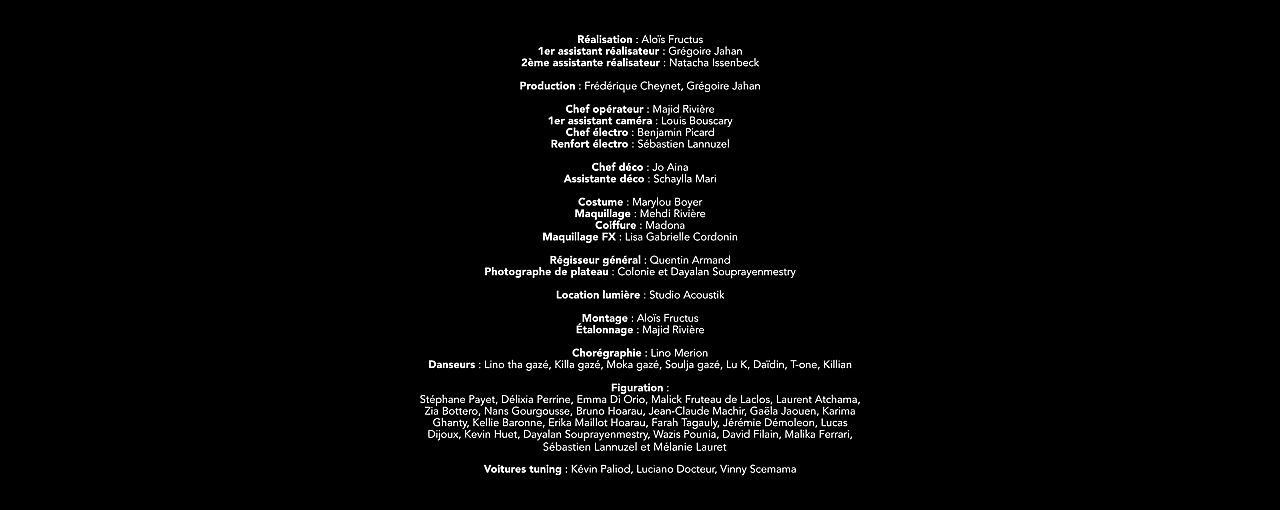 Réalisation : Aloïs Fructus
1er assistant réalisateur : Grégoire Jahan
2ème assistante réalisateur : Natacha Issenbeck
Production : Frédérique Cheynet, Grégoire Jahan
Chef opérateur : Majid Rivière
1er assistant caméra : Louis Bouscary
Chef électro : Benjamin Picard
Renfort électro : Sébastien Lannuzel
Chef déco : Jo Aina
Assistante déco : Schaylla Mari
Costume : Marylou Boyer
Maquillage : Mehdi Rivière
Coiffure : Madona
Maquillage FX : Lisa Gabrielle Cordonin
Régisseur général : Quentin Armand
Photographe de plateau : Colonie et Dayalan Souprayenmestry
Location lumière : Studio Acoustik
Montage : Aloïs Fructus
Étalonnage : Majid Rivière
Chorégraphie : Lino Merion
Danseurs : Lino tha gazé, Killa gazé, Moka gazé, Soulja gazé, Lu K, Daïdin, T-one, Killian
Figuration :
Stéphane Payet, Délixia Perrine, Emma Di Orio, Malick Fruteau de Laclos, Laurent Atchama,
Zia Bottero, Nans Gourgousse, Bruno Hoarau, Jean-Claude Machir, Gaëla Jaouen, Karima
Ghanty, Kellie Baronne, Erika Maillot Hoarau, Farah Tagauly, Jérémie Démoleon, Lucas
Dijoux, Kevin Huet, Dayalan Souprayenmestry, Wazis Pounia, David Filain, Malika Ferrari,
Sébastien Lannuzel et Mélanie Lauret
Voitures tuning : Kévin Paliod, Luciano Docteur, Vinny Scemama